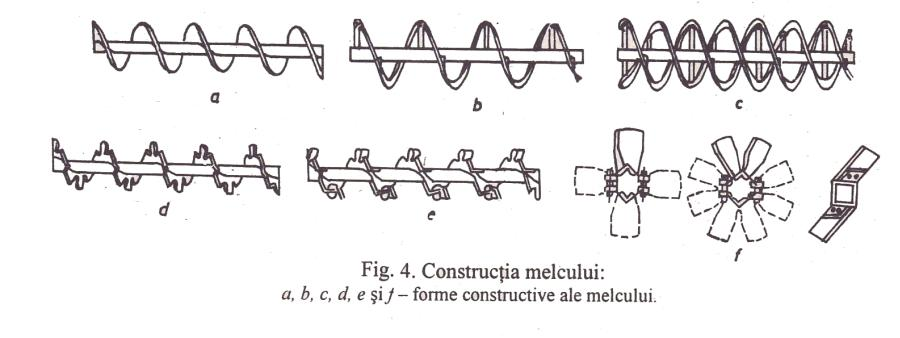 a
b
c
d
e
f
Fig. 4. Construcția melcului:
a, b, c, d, e și f – forme constructive ale melcului.